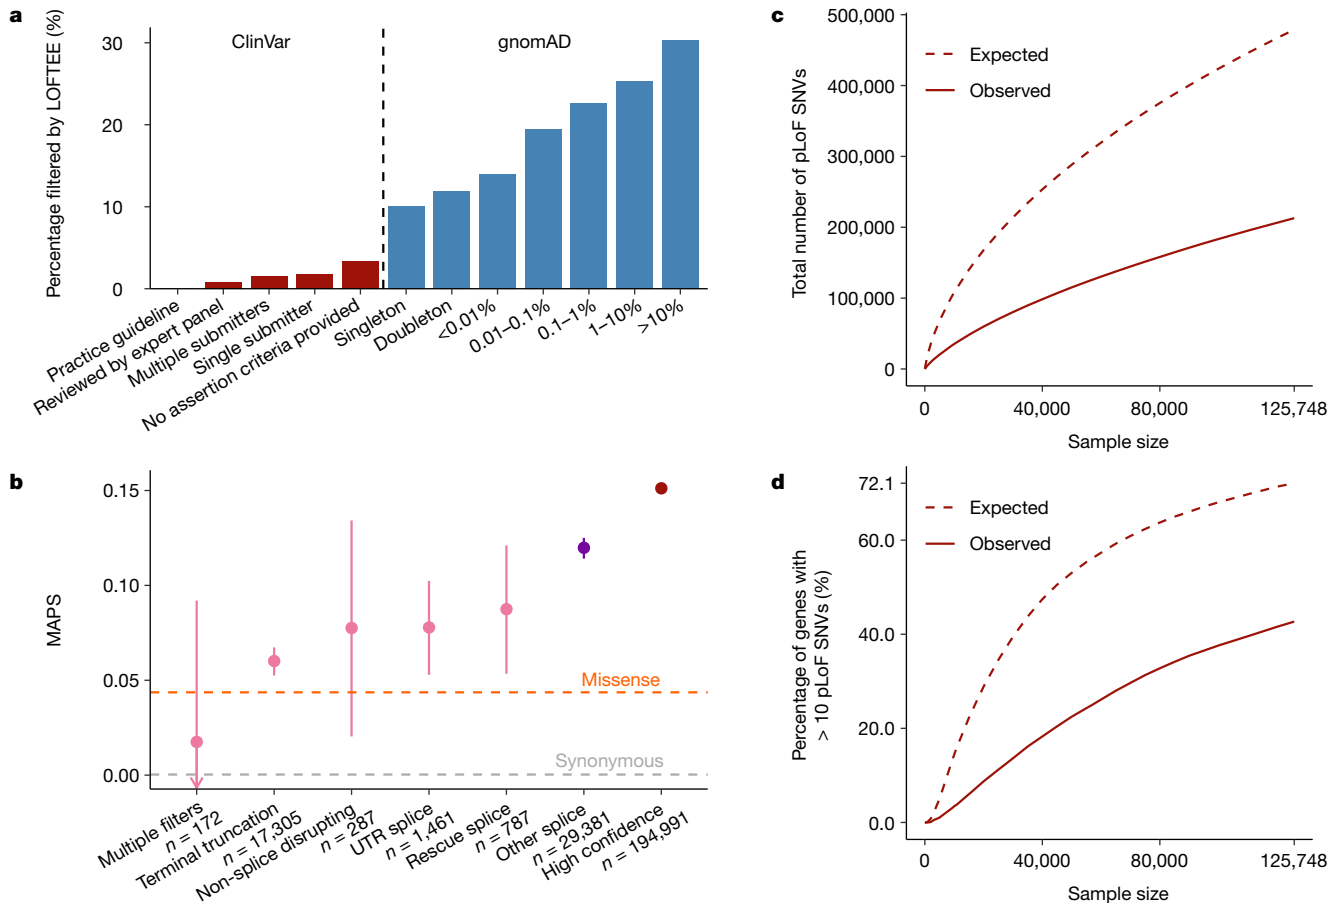 a
Percentage filtered by LOFTEE (%)
30
20
10
0
ClinVar
gnomAD
Practice guideline
Reviewed by expert panel
Multiple submitters
Single submitter
No assertion criteria provided
Singleton
Doubleton
<0.01%
0.01–0.1%
0.1–1%
1–10%
>10%
b
MAPS
0.15
0.10
0.05
0.00
Missense
Synonymous
Multiple filters
n = 172
Terminal truncation
n = 17,305
Non-splice disrupting
n = 287
UTR splice
n = 1,461
Rescue splice
n = 787
Other splice
n = 29,381
High confidence
n = 194,991
c
Total number of pLoF SNVs
500,000
400,000
300,000
200,000
100,000
0
Expected
Observed
0
40,000
80,000
125,748
Sample size
d
Percentage of genes with
> 10 pLoF SNVs (%)
72.1
60.0
40.0
20.0
0.0
Expected
Observed
0
40,000
80,000
125,748
Sample size